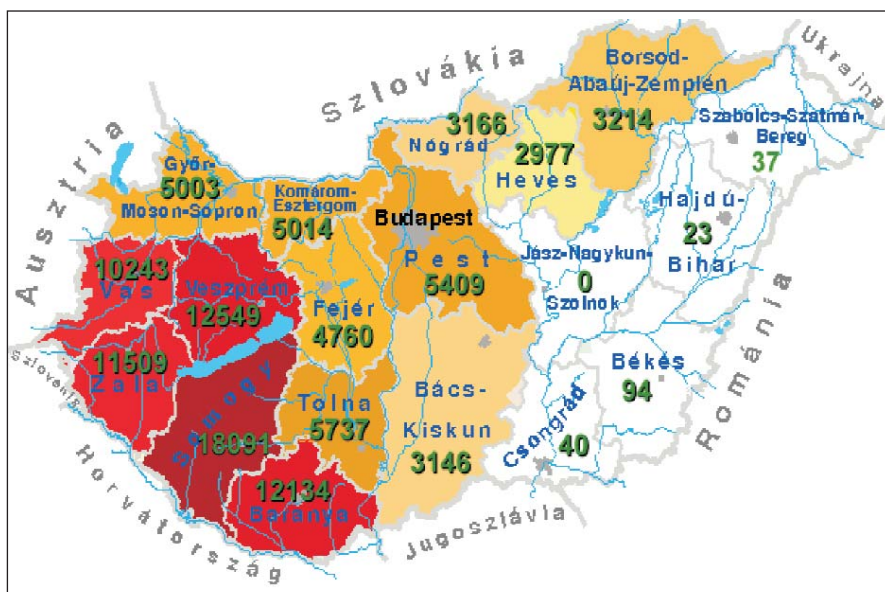 Szlovákia
Ukrajna
Ausztria
Borsod-
Abaúj-Zemplén
3214
Szabolcs-Szatmár-
Bereg
37
3166
Nógrád
2977
Heves
Győr-
5003
Moson-Sopron
Komárom-
Esztergom
5014
Budapest
Pest
5409
Hajdú-
23
Bihar
Jász-Nagykun-
0
Szolnok
10243
Vas
Veszprém
12549
Fejér
4760
11509
Zala
Szlovénia
Somogy
18091
Tolna
5737
Bács-
Kiskun
3146
Békés
94
Csongrád
40
Románia
12134
Baranya
Horvátország
Jugoszlávia